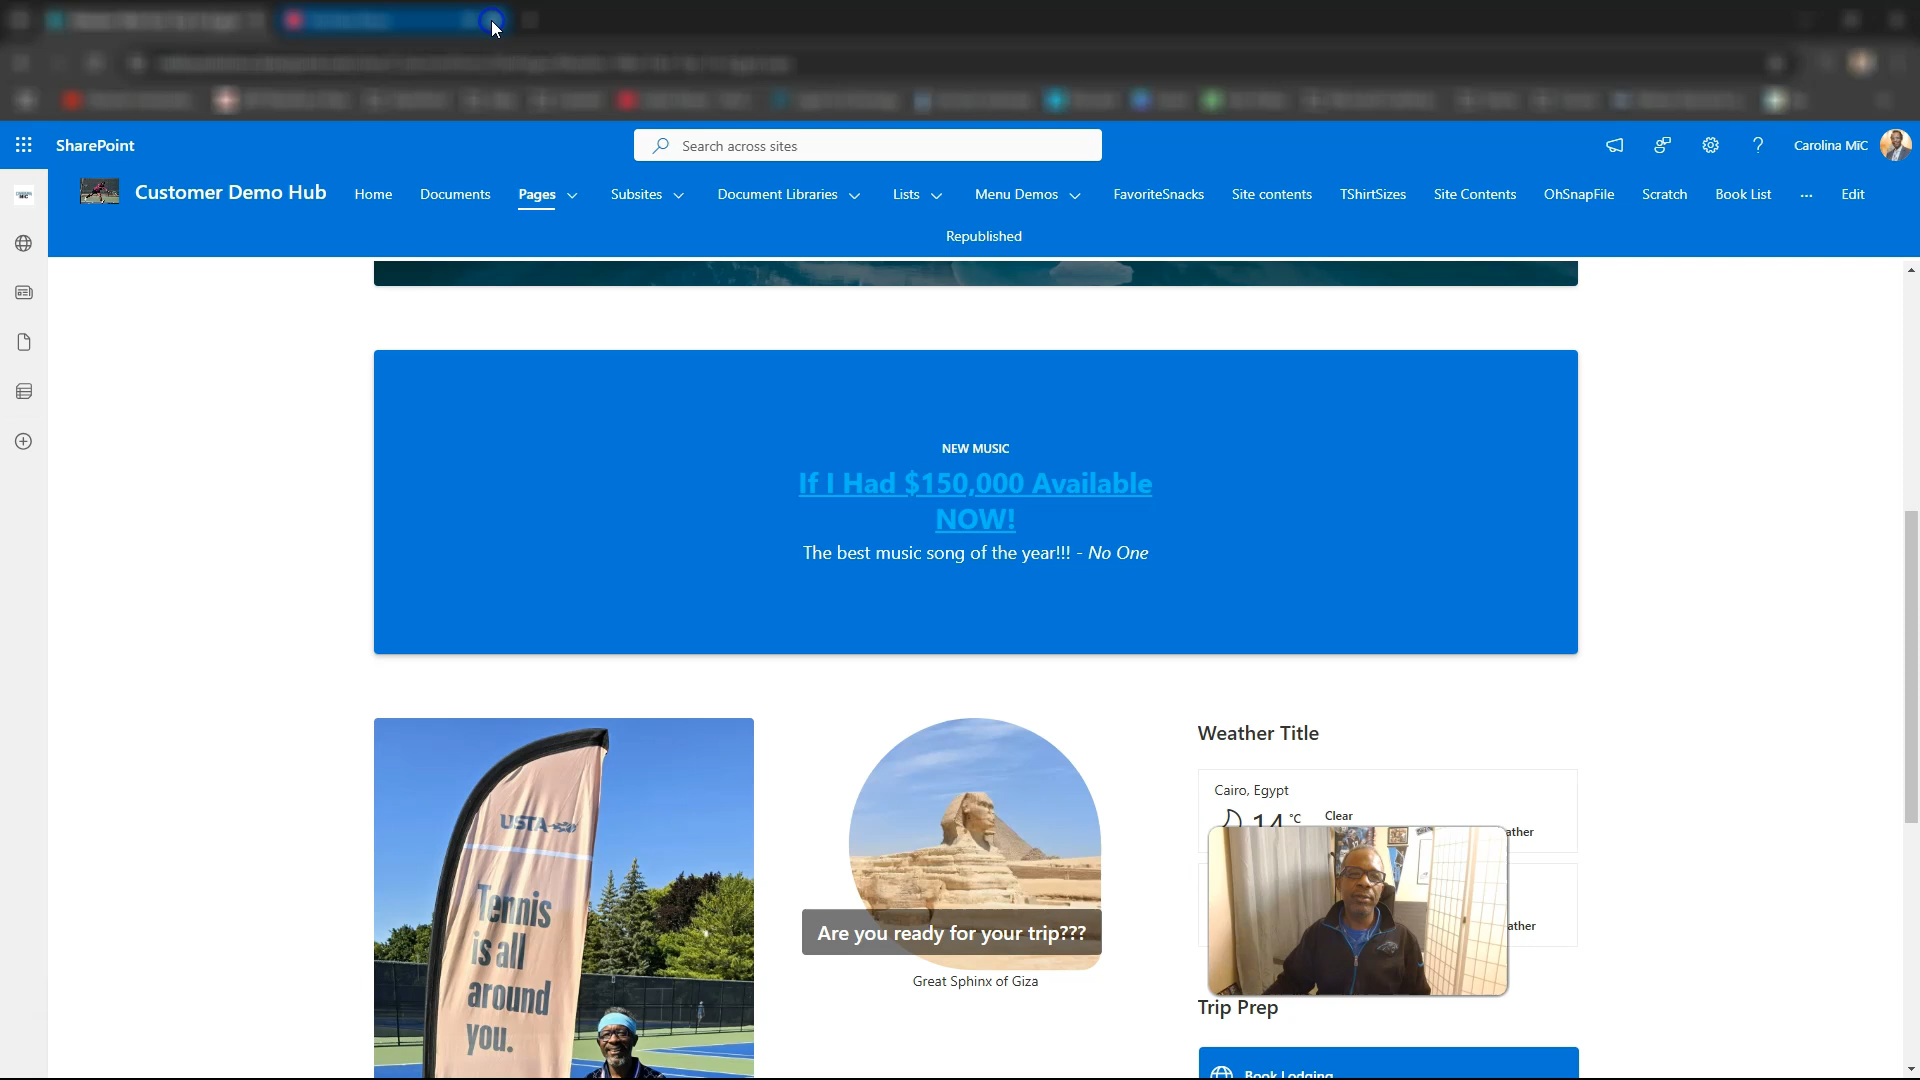 SharePoint
Search across sites
Carolina MiC
Customer Demo Hub
Home
Documents
Pages
Subsites
Document Libraries
Lists
Menu Demos
FavoriteSnacks
Site contents
TShirtSizes
Site Contents
OhSnapFile
Scratch
Book List
...
Edit
Republished
NEW MUSIC
If I Had $150,000 Available
NOW!
The best music song of the year!!! - No One
USTA
Tennis
is all
around
you.
Are you ready for your trip???
Great Sphinx of Giza
Weather Title
Cairo, Egypt
14 °C
Clear
ather
ather
Trip Prep
Book Lodging